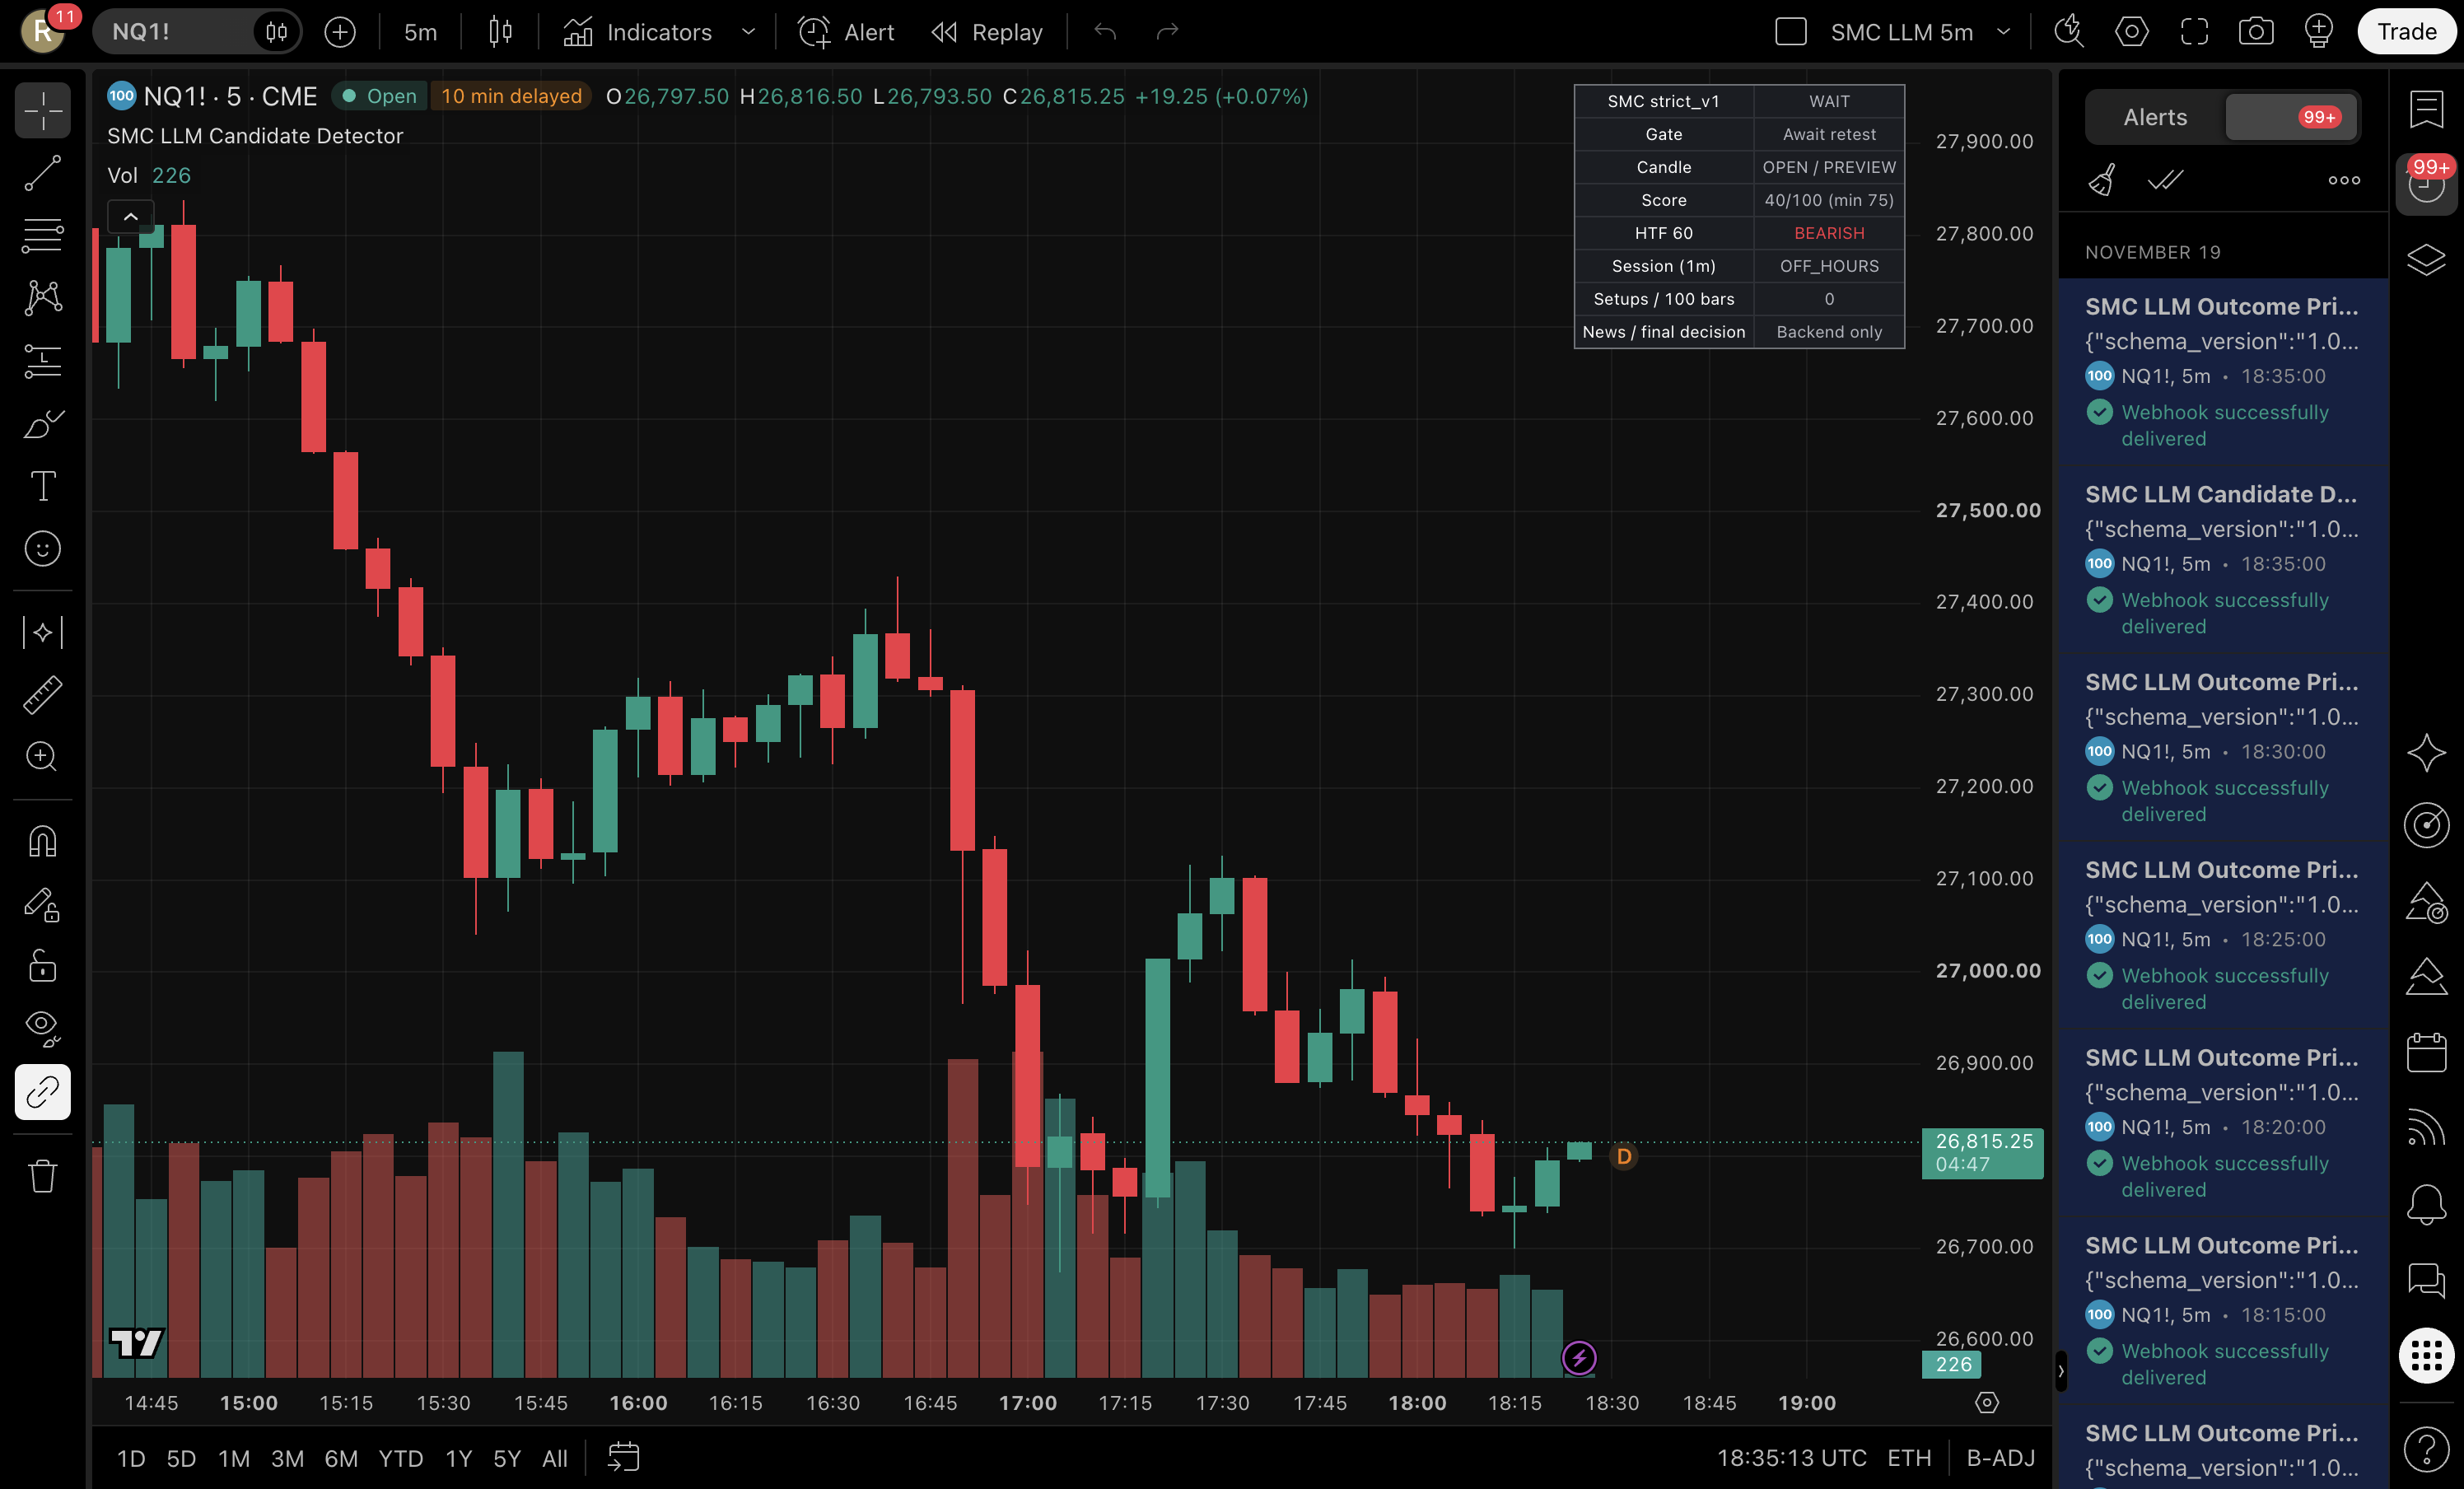 R
11
NQ1!
5m
Indicators
Alert
Replay
SMC LLM 5m
Trade
100 NQ1! · 5 · CME Open 10 min delayed O26,797.50 H26,816.50 L26,793.50 C26,815.25 +19.25 (+0.07%)
SMC LLM Candidate Detector
Vol 226
SMC strict_v1 WAIT
Gate Await retest
Candle OPEN / PREVIEW
Score 40/100 (min 75)
HTF 60 BEARISH
Session (1m) OFF_HOURS
Setups / 100 bars 0
News / final decision Backend only
27,900.00
27,800.00
27,700.00
27,600.00
27,500.00
27,400.00
27,300.00
27,200.00
27,100.00
27,000.00
26,900.00
26,815.25
04:47
26,700.00
26,600.00
226
D
14:45 15:00 15:15 15:30 15:45 16:00 16:15 16:30 16:45 17:00 17:15 17:30 17:45 18:00 18:15 18:30 18:45 19:00
1D 5D 1M 3M 6M YTD 1Y 5Y All
18:35:13 UTC ETH B-ADJ
Alerts
99+
99+
NOVEMBER 19
SMC LLM Outcome Pri...
{"schema_version":"1.0...
100 NQ1!, 5m • 18:35:00
Webhook successfully
delivered
SMC LLM Candidate D...
{"schema_version":"1.0...
100 NQ1!, 5m • 18:35:00
Webhook successfully
delivered
SMC LLM Outcome Pri...
{"schema_version":"1.0...
100 NQ1!, 5m • 18:30:00
Webhook successfully
delivered
SMC LLM Outcome Pri...
{"schema_version":"1.0...
100 NQ1!, 5m • 18:25:00
Webhook successfully
delivered
SMC LLM Outcome Pri...
{"schema_version":"1.0...
100 NQ1!, 5m • 18:20:00
Webhook successfully
delivered
SMC LLM Outcome Pri...
{"schema_version":"1.0...
100 NQ1!, 5m • 18:15:00
Webhook successfully
delivered
SMC LLM Outcome Pri...
{"schema_version":"1.0...